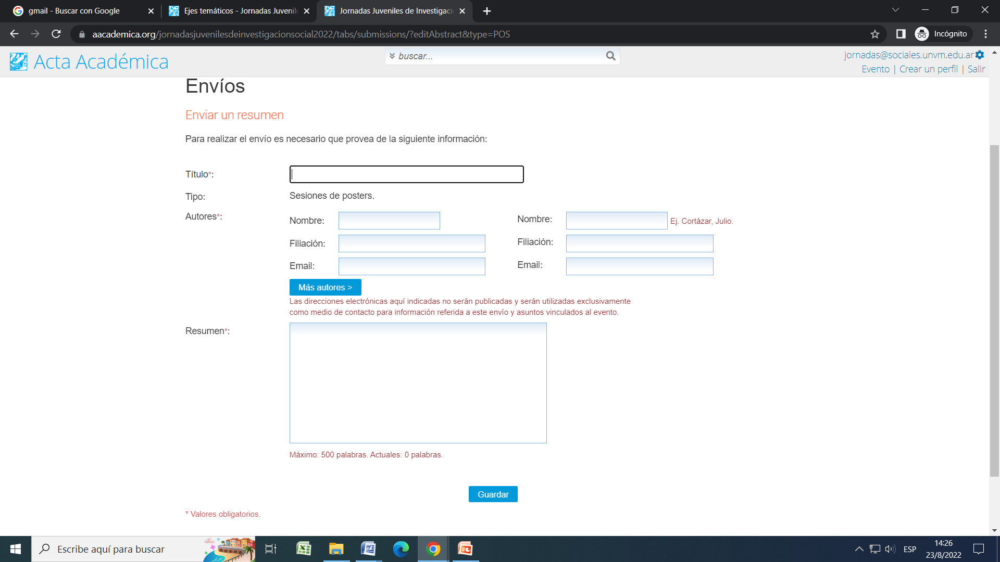 gmail - Buscar con Google
Ejes temáticos - Jornadas Juvenil
Jornadas Juveniles de Investigaci
aacademica.org/jornadasjuvenilesdeinvestigacionsocial2022/tabs/submissions/?editAbstract&type=POS
Incógnito
Acta Académica
buscar...
jornadas@sociales.unvm.edu.ar
Evento | Crear un perfil | Salir
Envíos
Enviar un resumen
Para realizar el envío es necesario que provea de la siguiente información:
Título*:
Tipo: Sesiones de posters.
Autores*:
Nombre: Nombre: Ej. Cortázar, Julio.
Filiación: Filiación:
Email: Email:
Más autores >
Las direcciones electrónicas aquí indicadas no serán publicadas y serán utilizadas exclusivamente
como medio de contacto para información referida a este envío y asuntos vinculados al evento.
Resumen*:
Máximo: 500 palabras. Actuales: 0 palabras.
Guardar
* Valores obligatorios.
Escribe aquí para buscar
ESP
14:26
23/8/2022